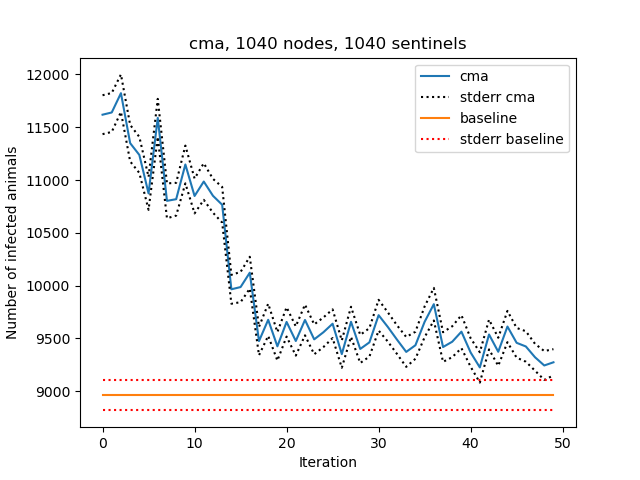 cma, 1040 nodes, 1040 sentinels
12000
11500
11000
10500
10000
9500
9000
Number of infected animals
cma
stderr cma
baseline
stderr baseline
0
10
20
30
40
50
Iteration